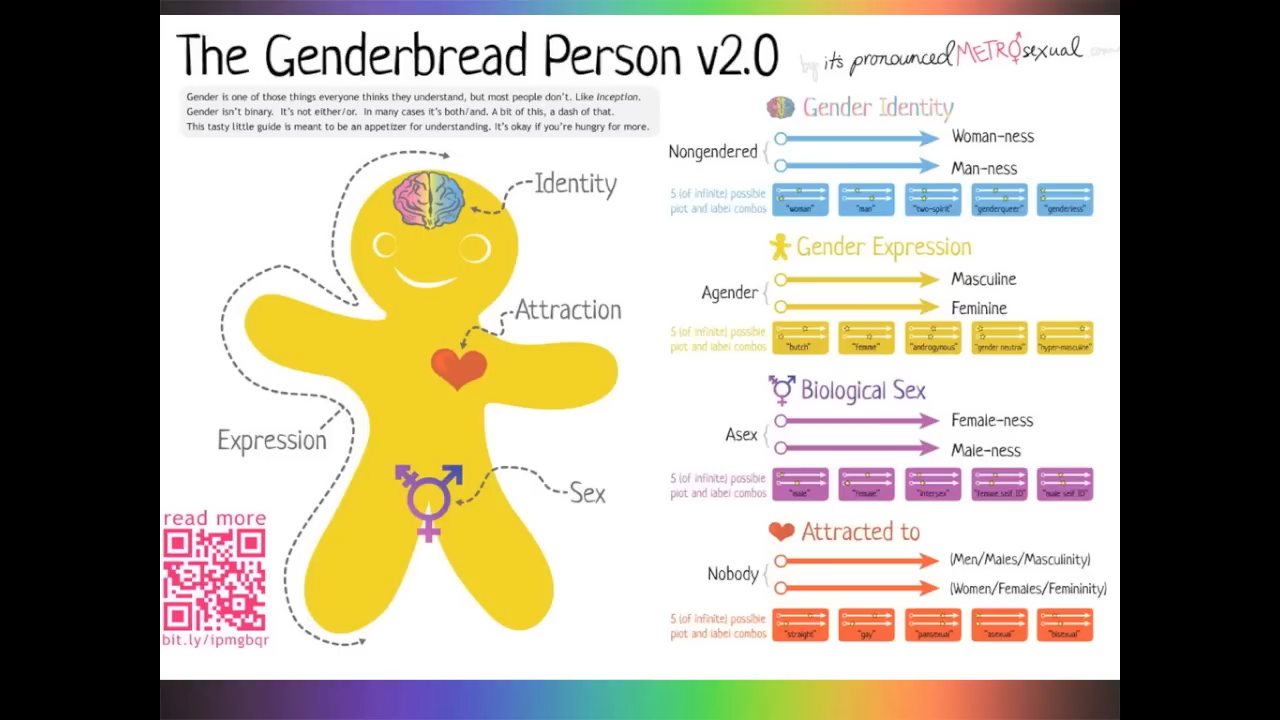 The Genderbread Person v2.0
by it's pronounced METROsexual .com
Gender is one of those things everyone thinks they understand, but most people don't. Like Inception.
Gender isn't binary. It's not either/or. In many cases it's both/and. A bit of this, a dash of that.
This tasty little guide is meant to be an appetizer for understanding. It's okay if you're hungry for more.
Identity
Attraction
Expression
Sex
read more
bit.ly/ipmgbqr
Gender Identity
Nongendered
Woman-ness
Man-ness
5 (of infinite) possible
plot and label combos
"woman" "man" "two-spirit" "genderqueer" "genderless"
Gender Expression
Agender
Masculine
Feminine
5 (of infinite) possible
plot and label combos
"butch" "femme" "androgynous" "gender neutral" "hyper-masculine"
Biological Sex
Asex
Female-ness
Male-ness
5 (of infinite) possible
plot and label combos
"male" "female" "intersex" "female self ID" "male self ID"
Attracted to
Nobody
(Men/Males/Masculinity)
(Women/Females/Femininity)
5 (of infinite) possible
plot and label combos
"straight" "gay" "pansexual" "asexual" "bisexual"